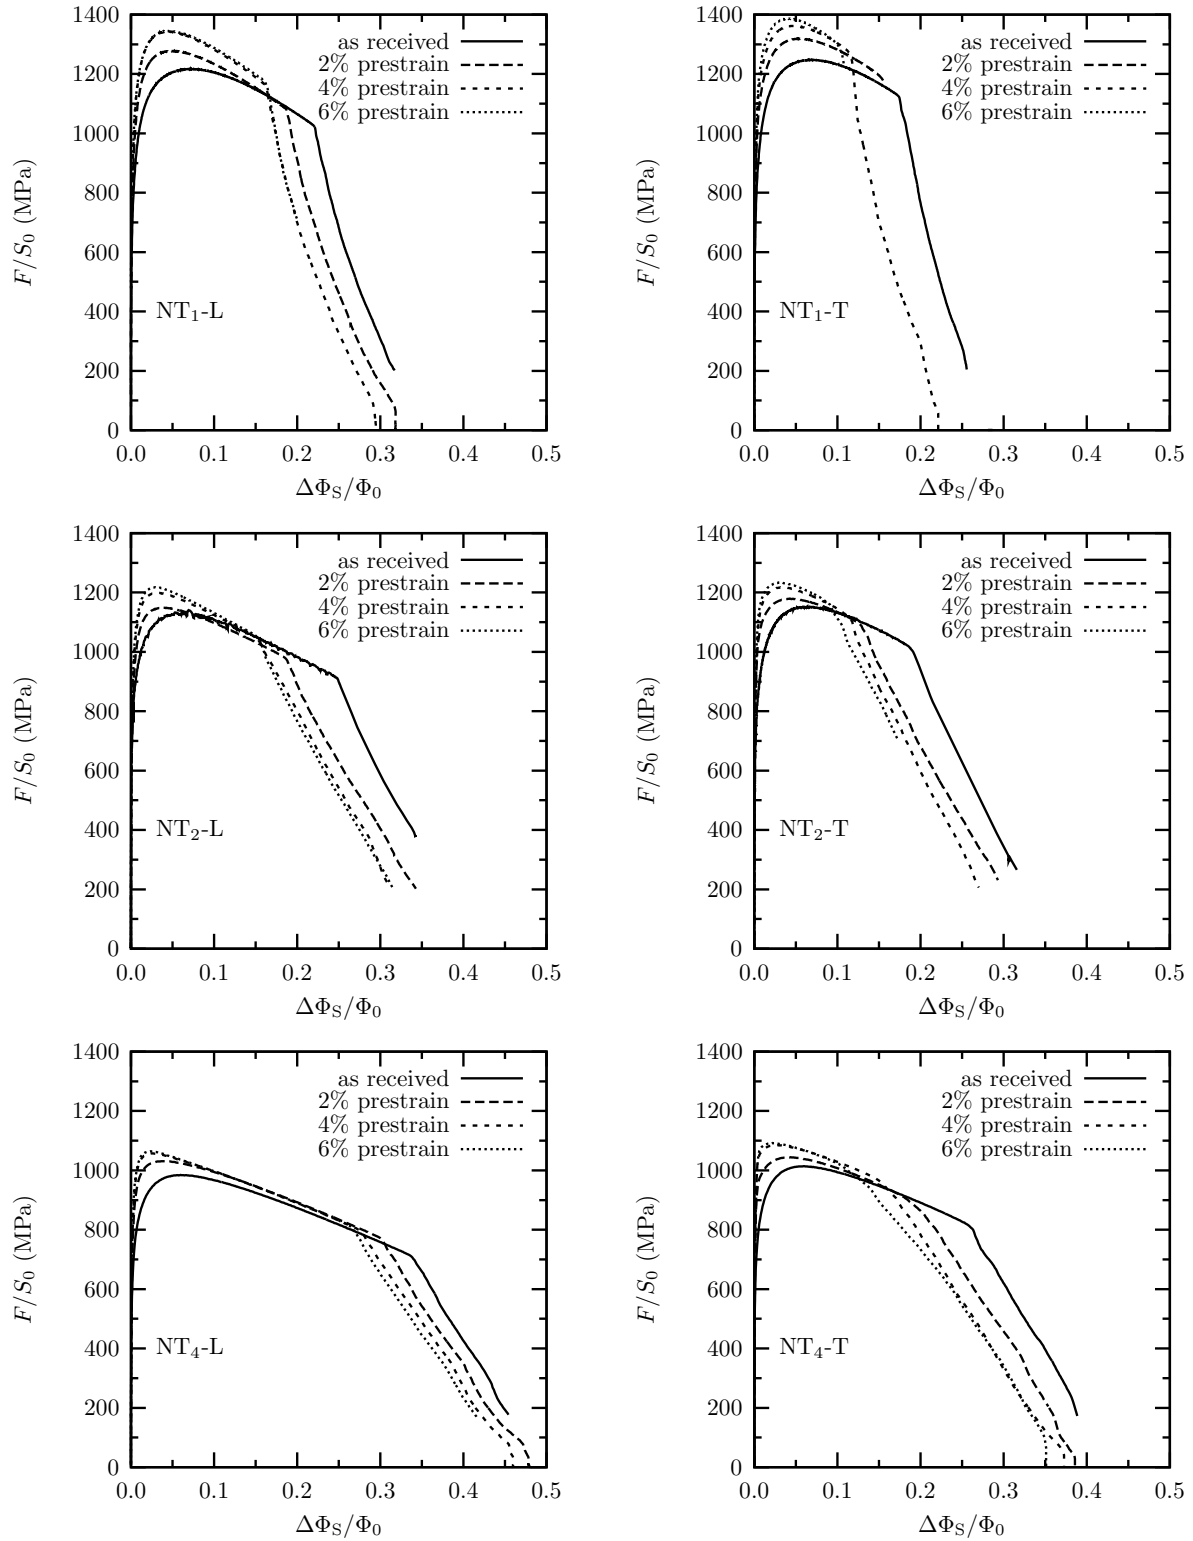 1400
1200
1000
800
600
400
200
0
F/S₀ (MPa)
as received
2% prestrain
4% prestrain
6% prestrain
NT₁-L
0.0 0.1 0.2 0.3 0.4 0.5
ΔΦ_S/Φ₀
1400
1200
1000
800
600
400
200
0
F/S₀ (MPa)
as received
2% prestrain
4% prestrain
6% prestrain
NT₁-T
0.0 0.1 0.2 0.3 0.4 0.5
ΔΦ_S/Φ₀
1400
1200
1000
800
600
400
200
0
F/S₀ (MPa)
as received
2% prestrain
4% prestrain
6% prestrain
NT₂-L
0.0 0.1 0.2 0.3 0.4 0.5
ΔΦ_S/Φ₀
1400
1200
1000
800
600
400
200
0
F/S₀ (MPa)
as received
2% prestrain
4% prestrain
6% prestrain
NT₂-T
0.0 0.1 0.2 0.3 0.4 0.5
ΔΦ_S/Φ₀
1400
1200
1000
800
600
400
200
0
F/S₀ (MPa)
as received
2% prestrain
4% prestrain
6% prestrain
NT₄-L
0.0 0.1 0.2 0.3 0.4 0.5
ΔΦ_S/Φ₀
1400
1200
1000
800
600
400
200
0
F/S₀ (MPa)
as received
2% prestrain
4% prestrain
6% prestrain
NT₄-T
0.0 0.1 0.2 0.3 0.4 0.5
ΔΦ_S/Φ₀